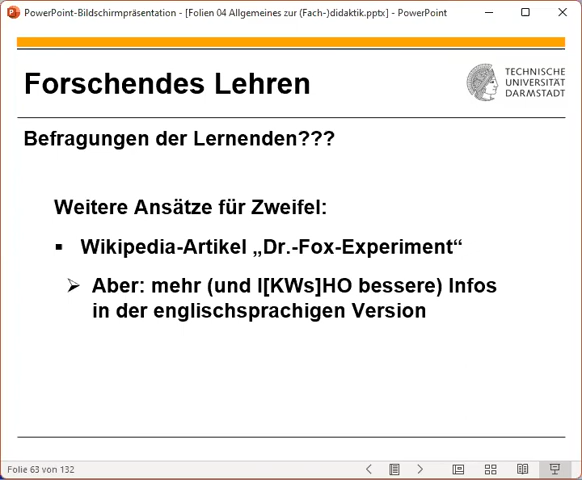 PowerPoint-Bildschirmpräsentation - [Folien 04 Allgemeines zur (Fach-)didaktik.pptx] - PowerPoint
Forschendes Lehren
TECHNISCHE
UNIVERSITÄT
DARMSTADT
Befragungen der Lernenden???
Weitere Ansätze für Zweifel:
▪ Wikipedia-Artikel „Dr.-Fox-Experiment“
➢ Aber: mehr (und I[KWs]HO bessere) Infos
in der englischsprachigen Version
Folie 63 von 132